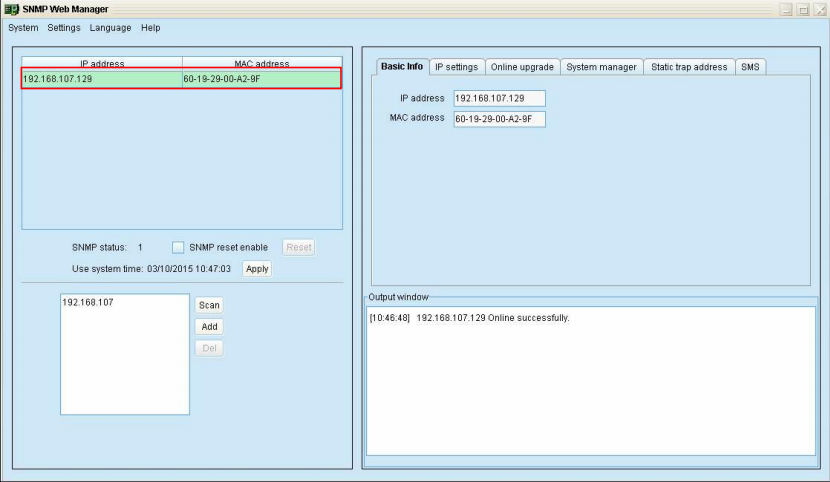 SNMP Web Manager
System Settings Language Help
IP address MAC address
192.168.107.129 60-19-29-00-A2-9F
SNMP status: 1 SNMP reset enable Reset
Use system time: 03/10/2015 10:47:03 Apply
192.168.107
Scan
Add
Del
Basic Info IP settings Online upgrade System manager Static trap address SMS
IP address 192.168.107.129
MAC address 60-19-29-00-A2-9F
Output window
[10:46:48] 192.168.107.129 Online successfully.